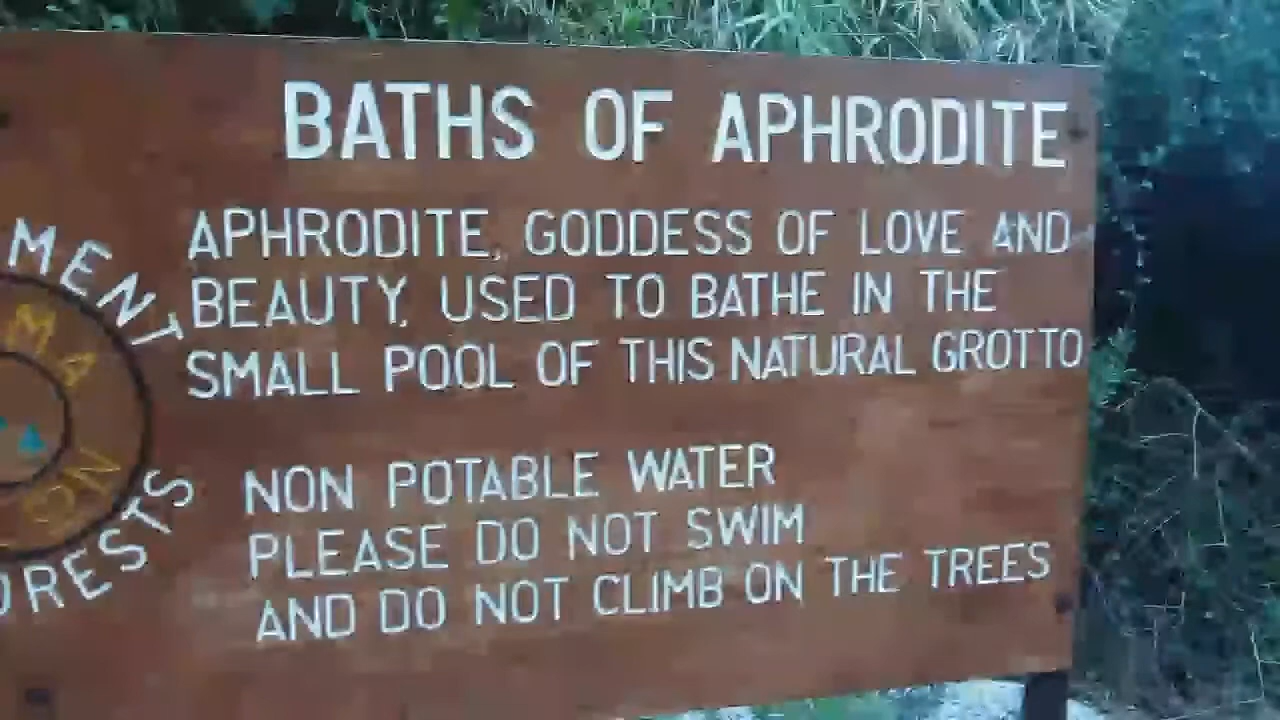 BATHS OF APHRODITE
APHRODITE, GODDESS OF LOVE AND
BEAUTY, USED TO BATHE IN THE
SMALL POOL OF THIS NATURAL GROTTO
NON POTABLE WATER
PLEASE DO NOT SWIM
AND DO NOT CLIMB ON THE TREES